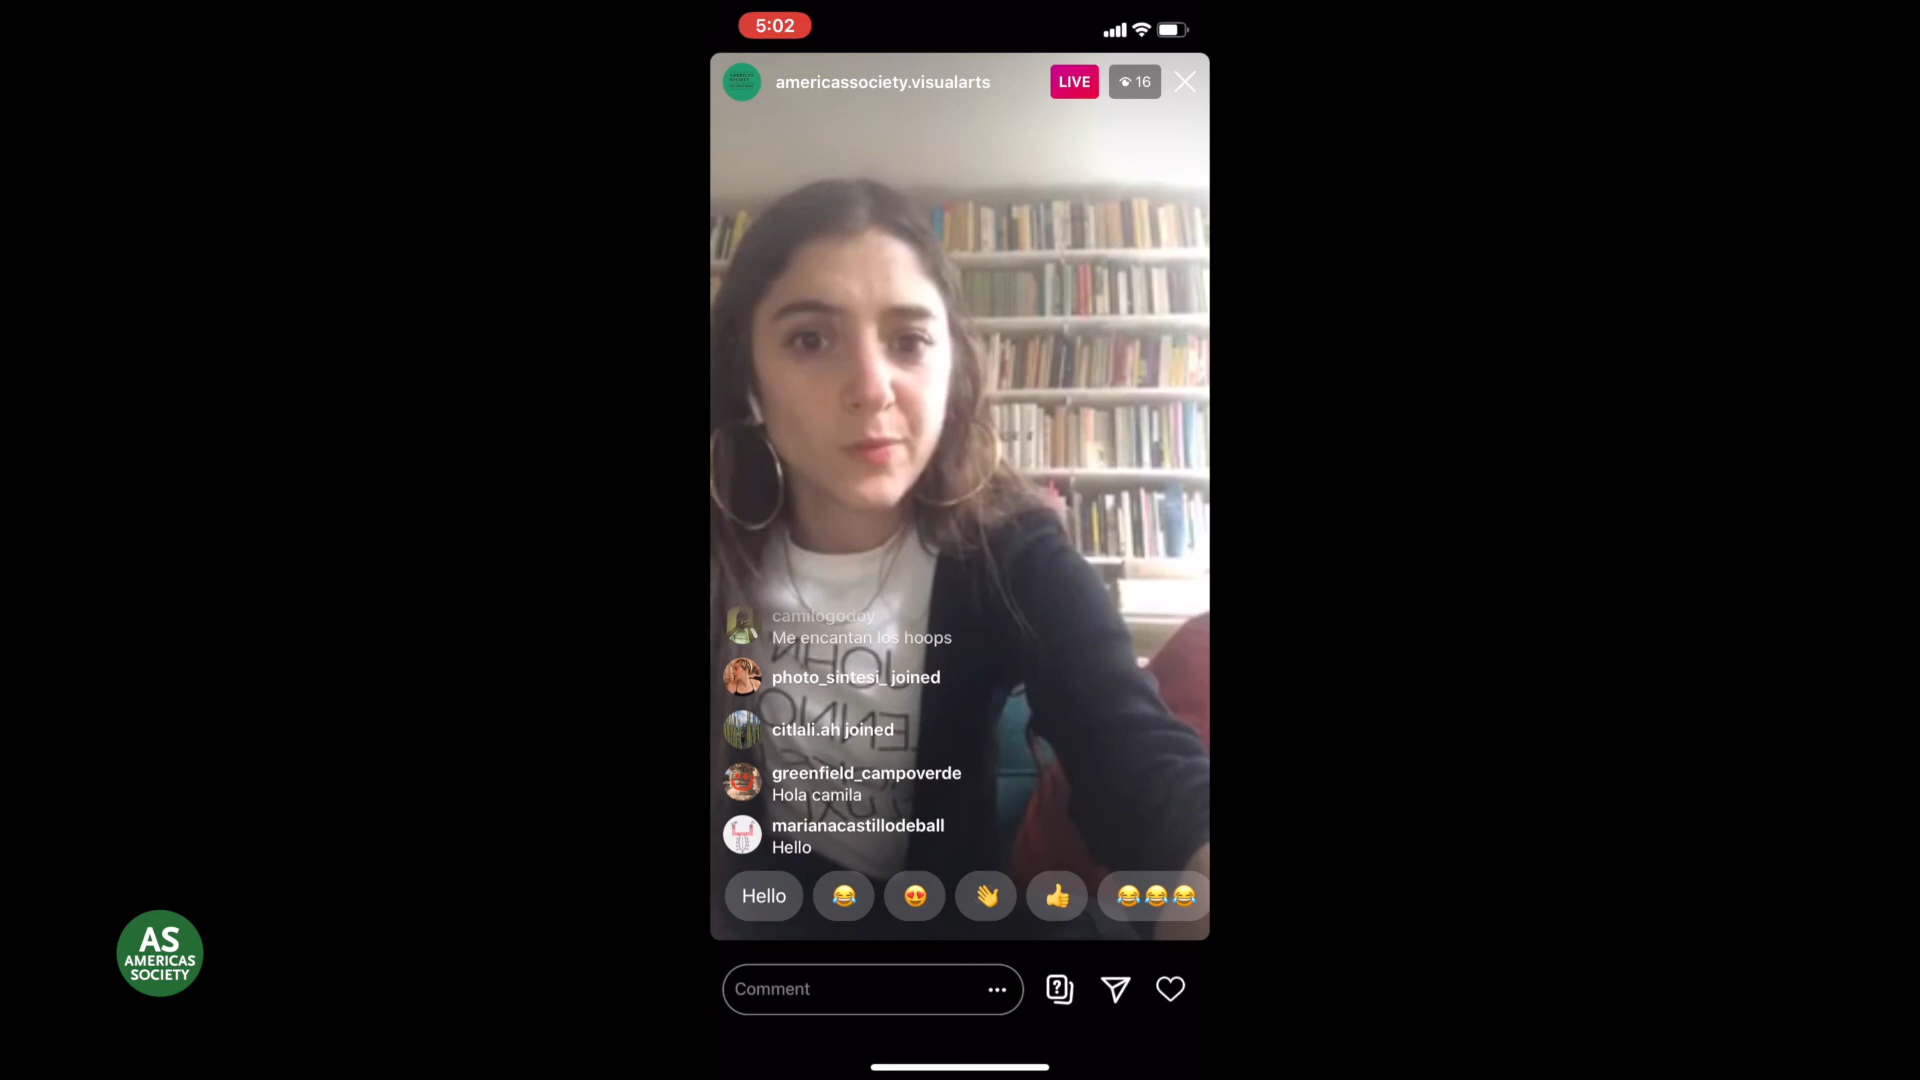 5:02
americassociety.visualarts
LIVE
16
camilogodoy
Me encantan los hoops
photo_sintesi_ joined
citlali.ah joined
greenfield_campoverde
Hola camila
marianacastillodeball
Hello
Hello
Comment
AS
AMERICAS
SOCIETY
JOHN